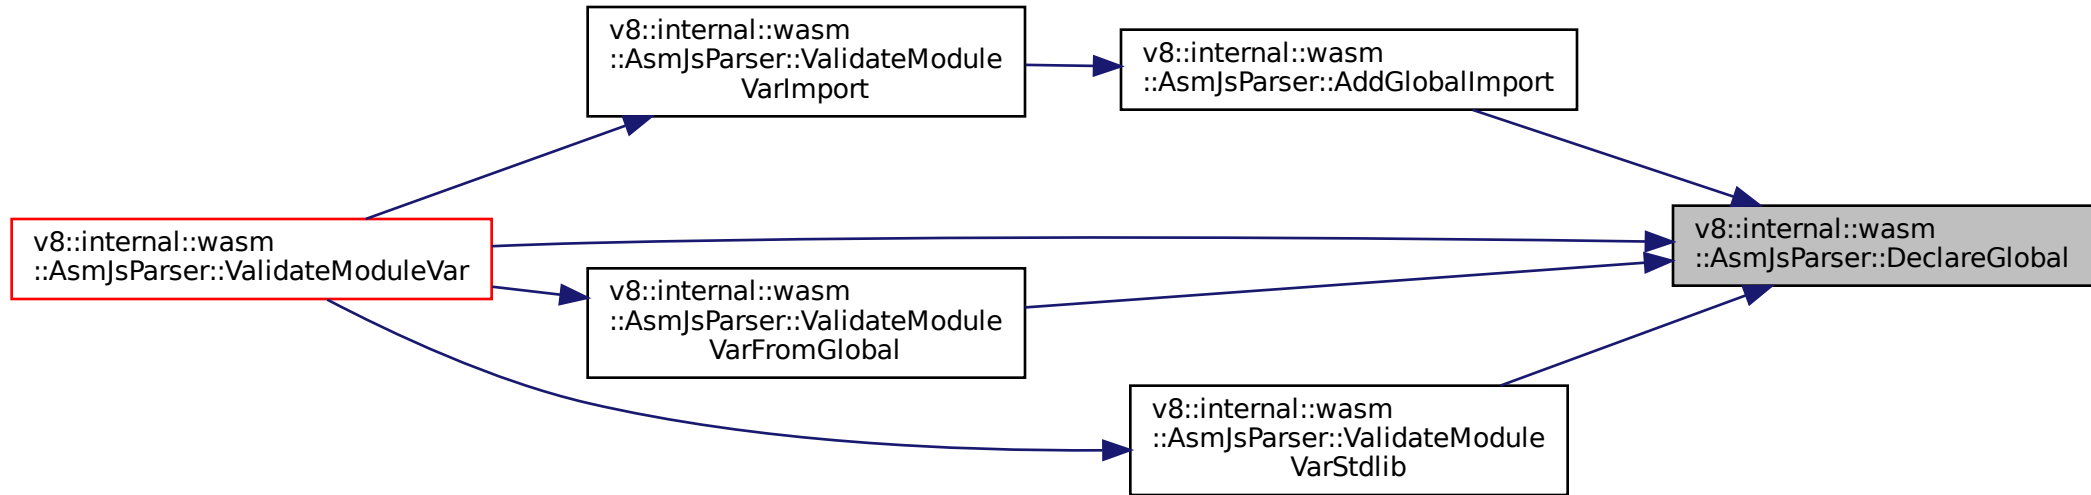 v8::internal::wasm
::AsmJsParser::ValidateModule
VarImport
v8::internal::wasm
::AsmJsParser::AddGlobalImport
v8::internal::wasm
::AsmJsParser::DeclareGlobal
v8::internal::wasm
::AsmJsParser::ValidateModuleVar
v8::internal::wasm
::AsmJsParser::ValidateModule
VarFromGlobal
v8::internal::wasm
::AsmJsParser::ValidateModule
VarStdlib